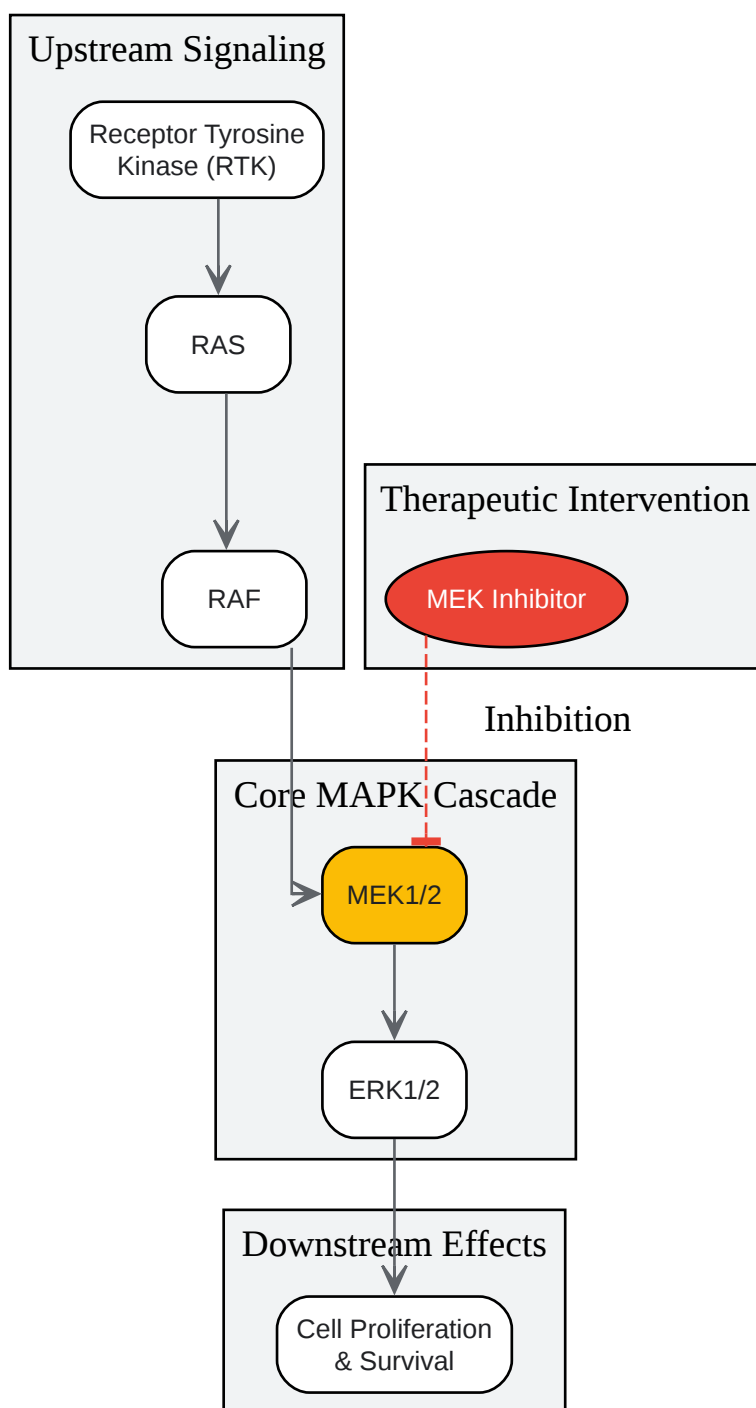 Upstream Signaling
Receptor Tyrosine
Kinase (RTK)
RAS
RAF
Therapeutic Intervention
MEK Inhibitor
Inhibition
Core MAPK Cascade
MEK1/2
ERK1/2
Downstream Effects
Cell Proliferation
& Survival